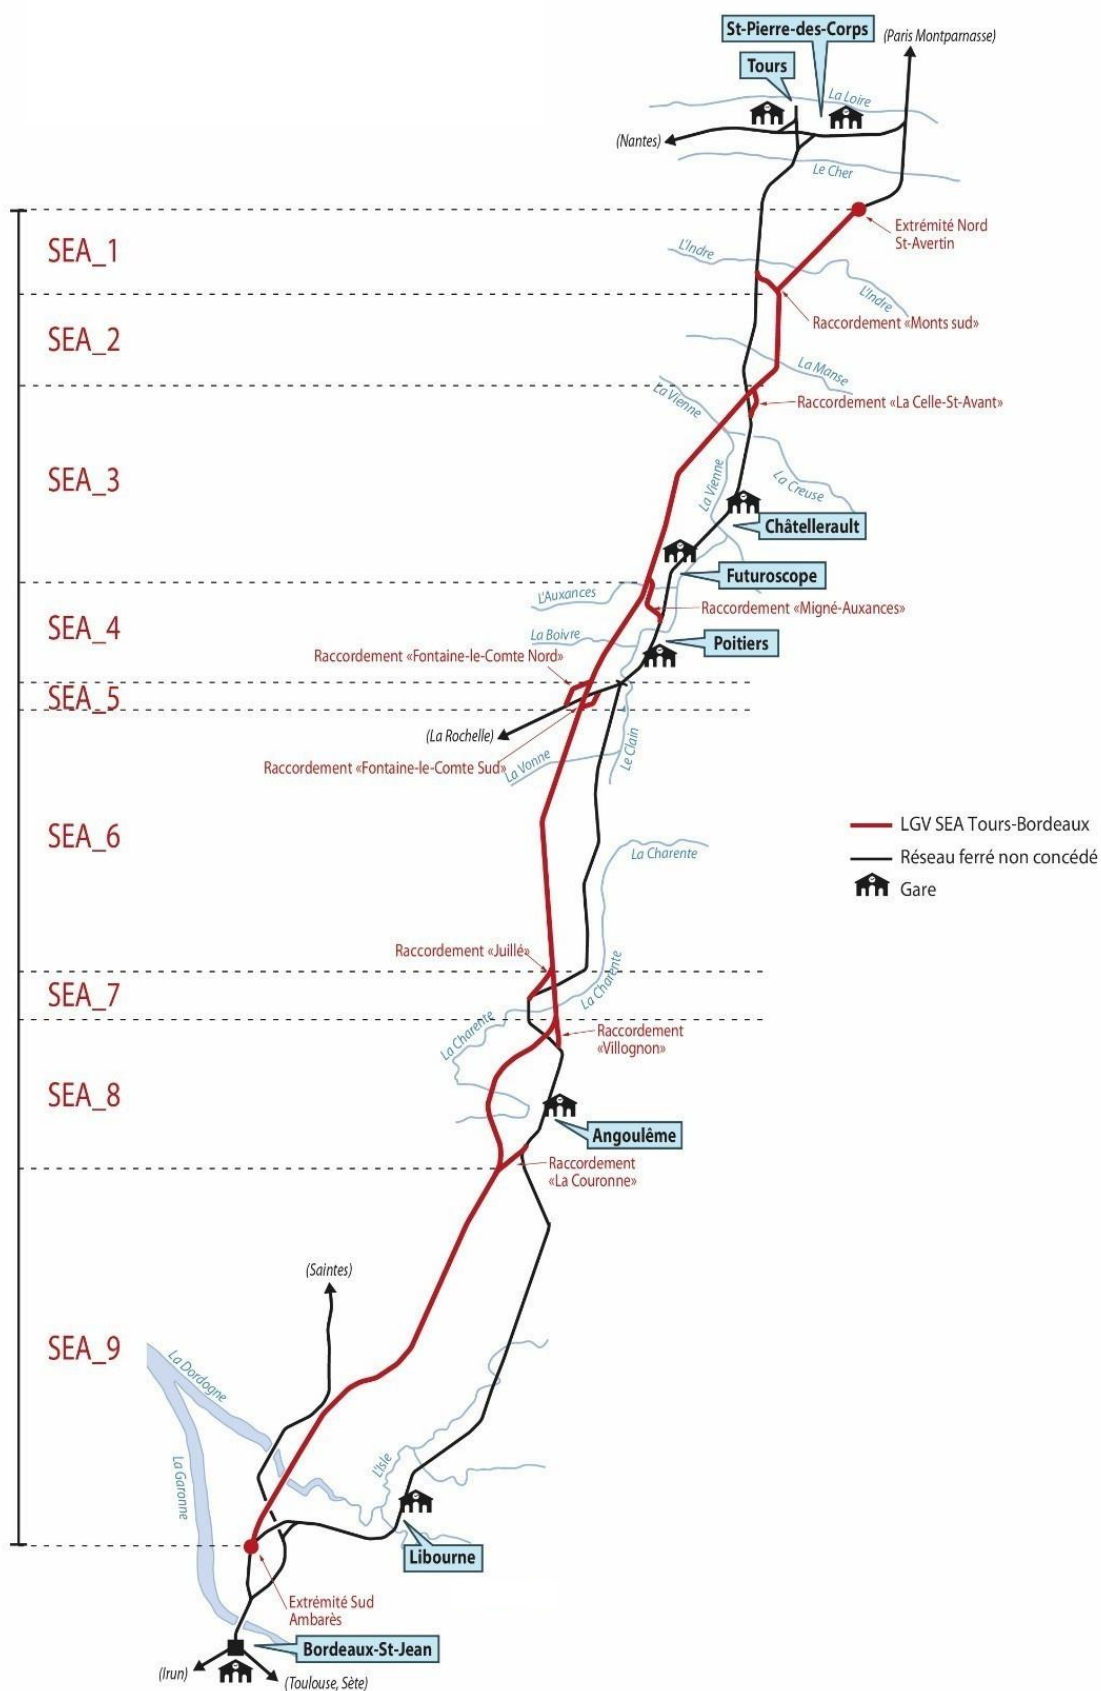 St-Pierre-des-Corps
(Paris Montparnasse)
Tours
La Loire
(Nantes)
Le Cher
Extrémité Nord
St-Avertin
SEA_1
L'Indre
L'Indre
Raccordement «Monts sud»
SEA_2
La Manse
La Vienne
Raccordement «La Celle-St-Avant»
SEA_3
La Vienne
La Creuse
Châtellerault
Futuroscope
L'Auxances
Raccordement «Migné-Auxances»
SEA_4
La Boivre
Poitiers
Raccordement «Fontaine-le-Comte Nord»
SEA_5
(La Rochelle)
Le Clain
Raccordement «Fontaine-le-Comte Sud»
La Vonne
SEA_6
LGV SEA Tours-Bordeaux
Réseau ferré non concédé
Gare
La Charente
Raccordement «Juillé»
SEA_7
La Charente
La Charente
Raccordement
«Villognon»
SEA_8
Angoulême
Raccordement
«La Couronne»
(Saintes)
SEA_9
La Dordogne
La Garonne
L'Isle
Libourne
Extrémité Sud
Ambarès
Bordeaux-St-Jean
(Irun)
(Toulouse, Sète)